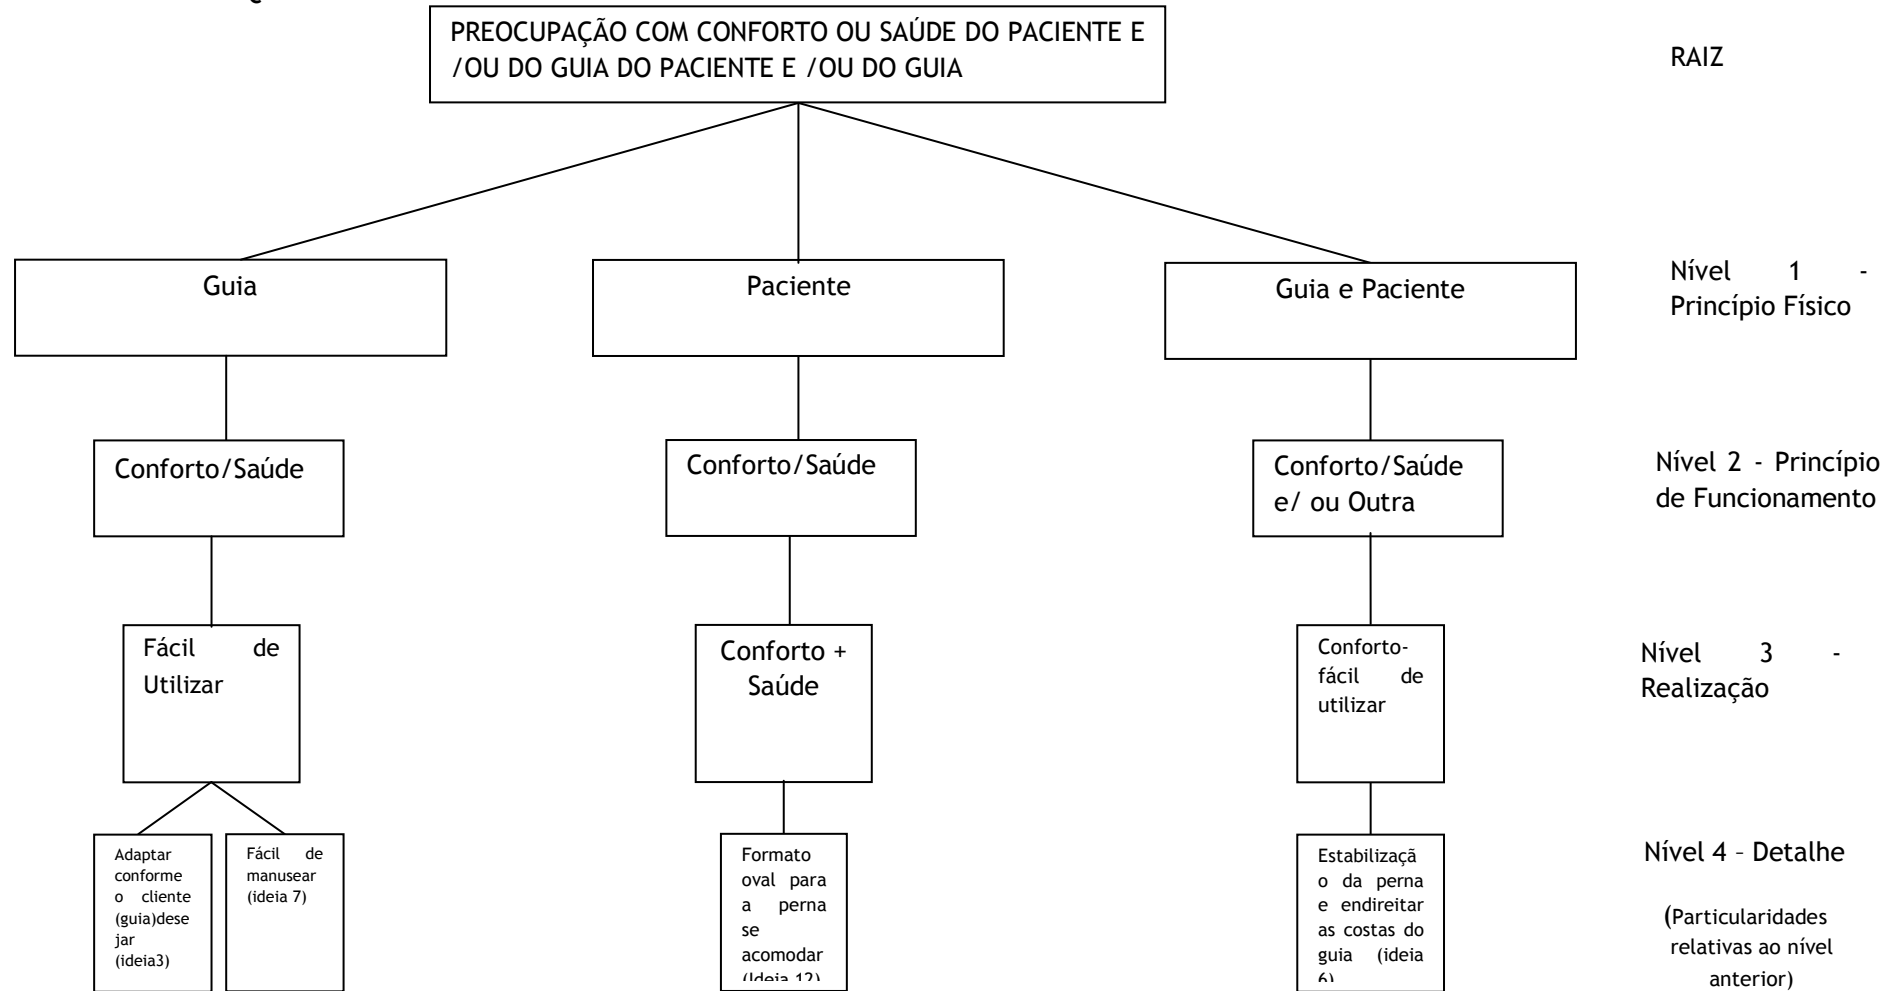 PREOCUPAÇÃO COM CONFORTO OU SAÚDE DO PACIENTE E
/OU DO GUIA DO PACIENTE E /OU DO GUIA
RAIZ
Guia
Paciente
Guia e Paciente
Nível 1 -
Princípio Físico
Conforto/Saúde
Conforto/Saúde
Conforto/Saúde
e/ ou Outra
Nível 2 - Princípio
de Funcionamento
Fácil de
Utilizar
Conforto +
Saúde
Conforto-
fácil de
utilizar
Nível 3 -
Realização
Adaptar
conforme
o cliente
(guia)dese
jar
(ideia3)
Fácil de
manusear
(ideia 7)
Formato
oval para
a perna
se
acomodar
(Ideia 12)
Estabilizaçã
o da perna
e endireitar
as costas do
guia (ideia
6)
Nível 4 – Detalhe
(Particularidades
relativas ao nível
anterior)